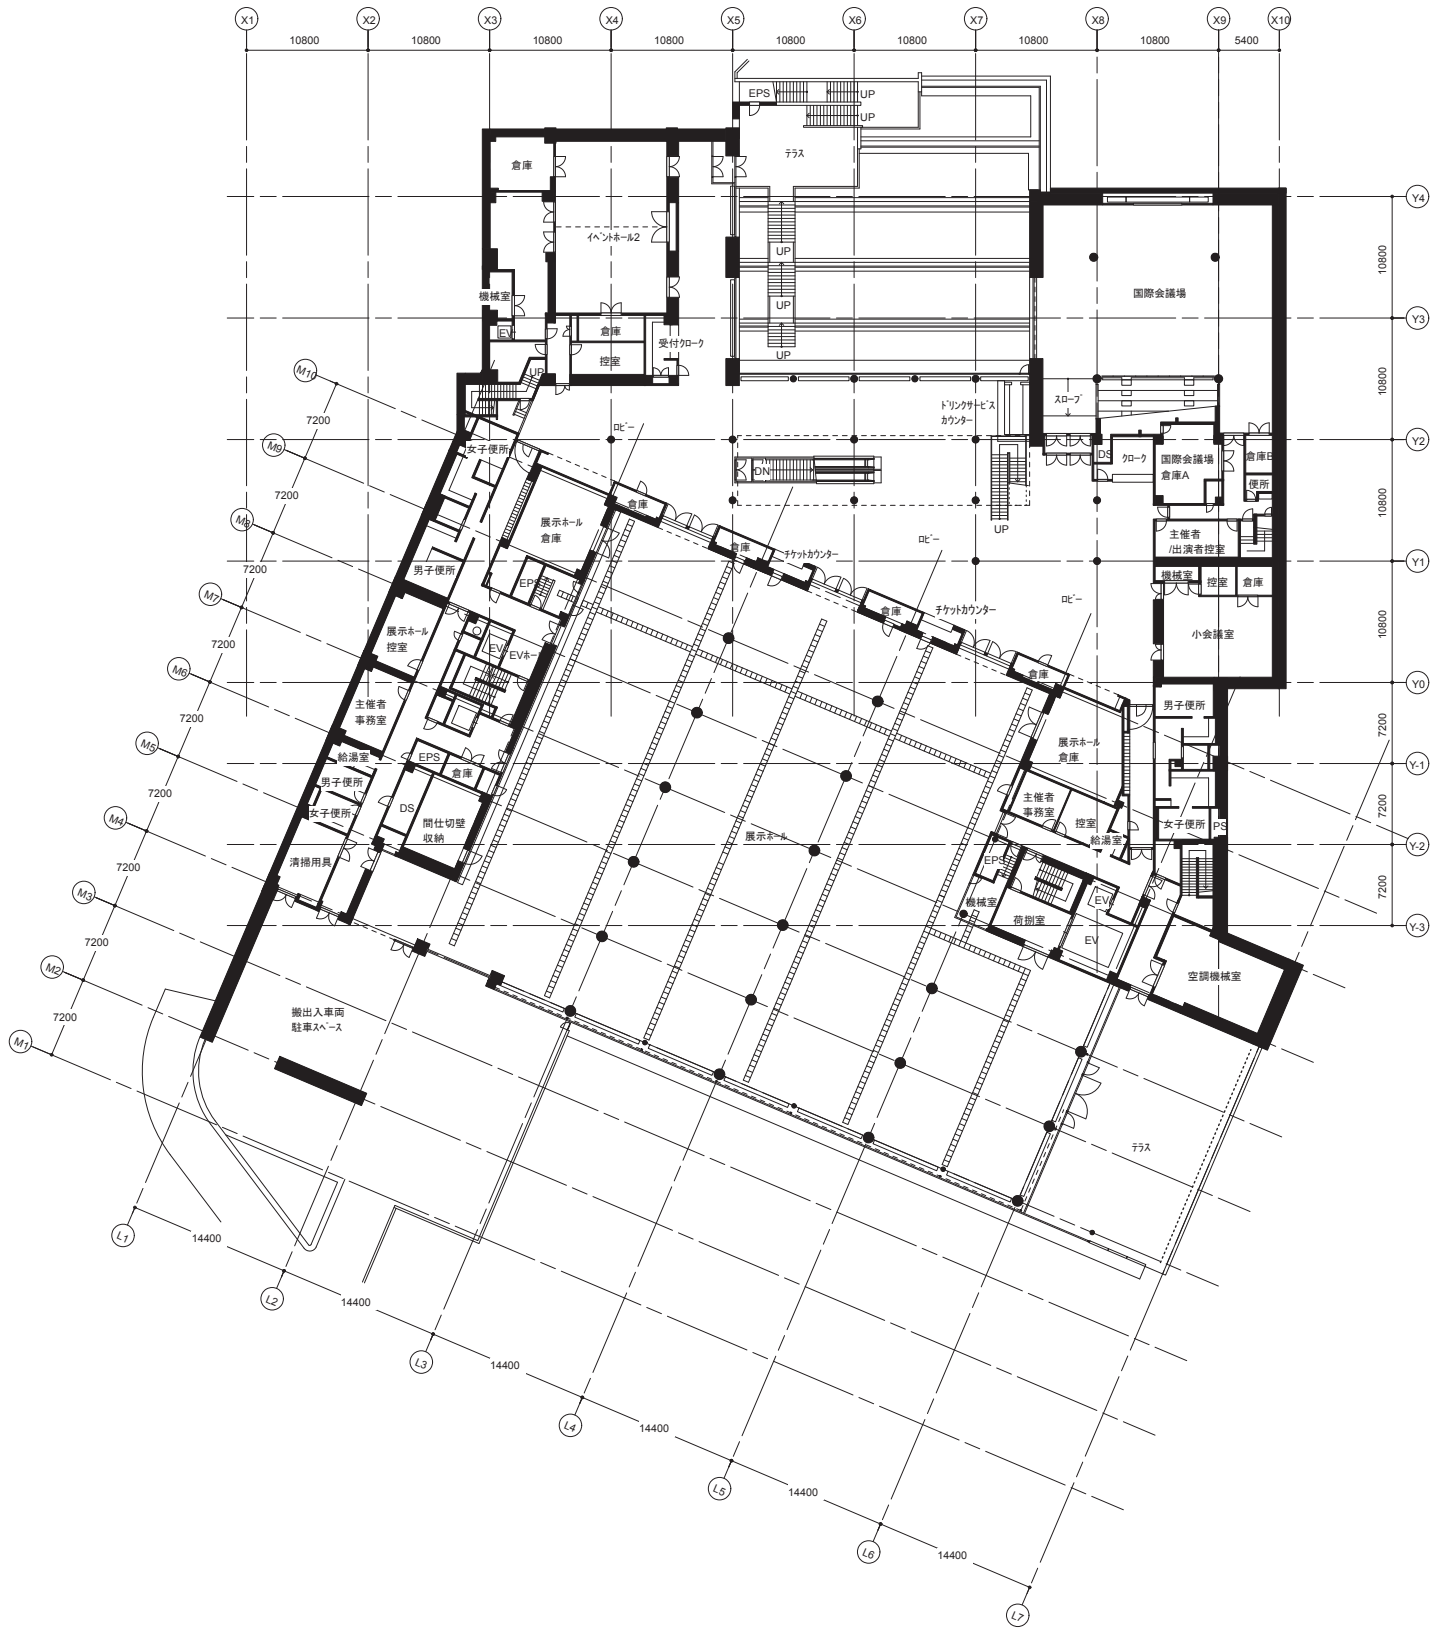 X1 X2 X3 X4 X5 X6 X7 X8 X9 X10
10800 10800 10800 10800 10800 10800 10800 10800 5400
EPS
UP
UP
テラス
倉庫
Y4
イベントホール2
UP
10800
国際会議場
機械室
UP
EV
倉庫
Y3
受付クローク
控室
UP
UP
M10
10800
スロープ
7200
ドリンクサービス
カウンター
ロビー
Y2
M9
女子便所
DS
クローク
国際会議場
倉庫A
倉庫B
DN
7200
便所
倉庫
10800
M8
展示ホール
倉庫
UP
主催者
/出演者控室
倉庫
チケットカウンター
ロビー
7200
Y1
男子便所
EPS
機械室
控室
倉庫
M7
倉庫
チケットカウンター
ロビー
10800
展示ホール
控室
小会議室
7200
EV
EVホール
M6
倉庫
Y0
主催者
事務室
男子便所
7200
7200
M5
展示ホール
倉庫
給湯室
EPS
Y-1
倉庫
男子便所
7200
主催者
事務室
7200
DS
女子便所
間仕切壁
収納
展示ホール
控室
女子便所
PS
M4
給湯室
Y-2
清掃用具
EPS
7200
7200
M3
機械室
EV
荷捌室
Y-3
7200
EV
M2
空調機械室
搬出入車両
駐車スペース
7200
M1
テラス
L1
14400
L2
14400
L3
14400
L4
14400
L5
14400
L6
14400
L7